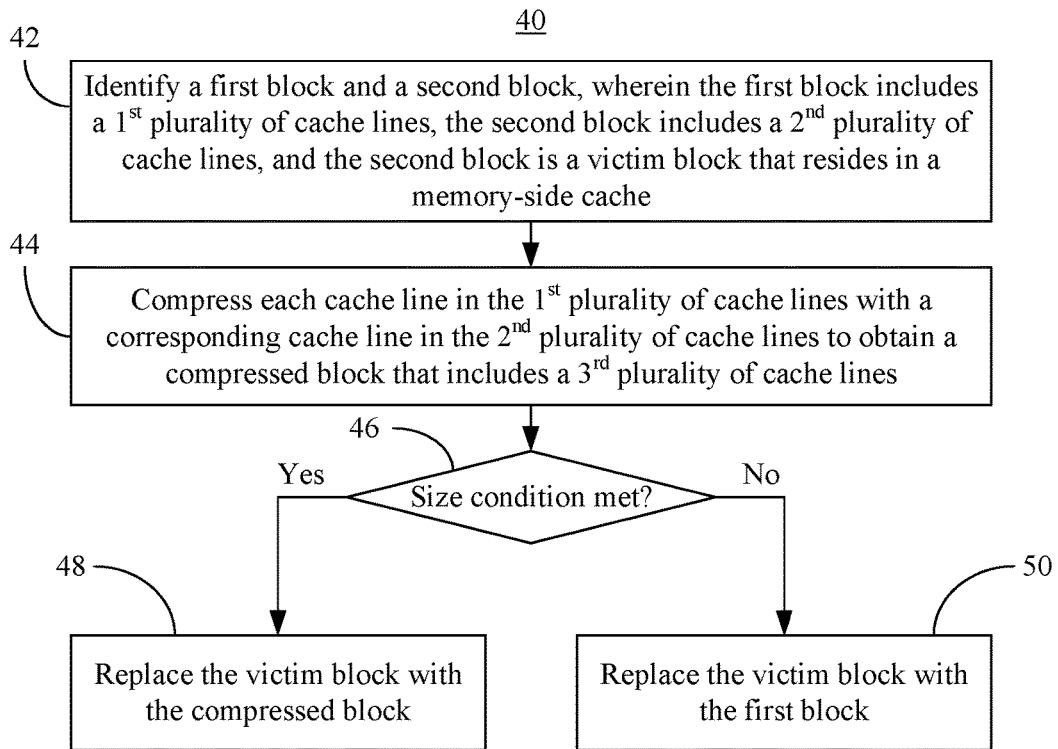 40
42
Identify a first block and a second block, wherein the first block includes
a 1st plurality of cache lines, the second block includes a 2nd plurality of
cache lines, and the second block is a victim block that resides in a
memory-side cache
44
Compress each cache line in the 1st plurality of cache lines with a
corresponding cache line in the 2nd plurality of cache lines to obtain a
compressed block that includes a 3rd plurality of cache lines
46
Yes
Size condition met?
No
48
Replace the victim block with
the compressed block
50
Replace the victim block with
the first block